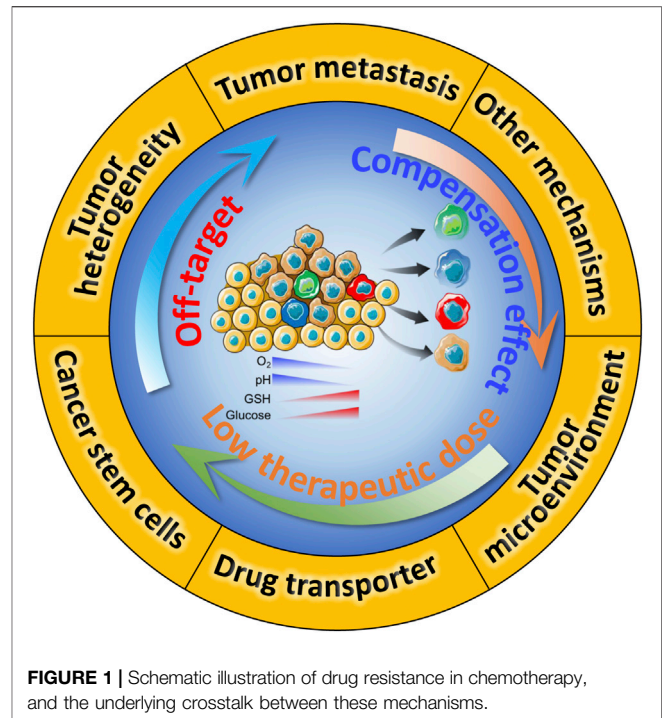 Tumor metastasis
Other mechanisms
Tumor
microenvironment
Drug transporter
Cancer stem cells
Tumor
heterogeneity
Off-target
Compensation effect
Low therapeutic dose
O₂
pH
GSH
Glucose
FIGURE 1 | Schematic illustration of drug resistance in chemotherapy,
and the underlying crosstalk between these mechanisms.